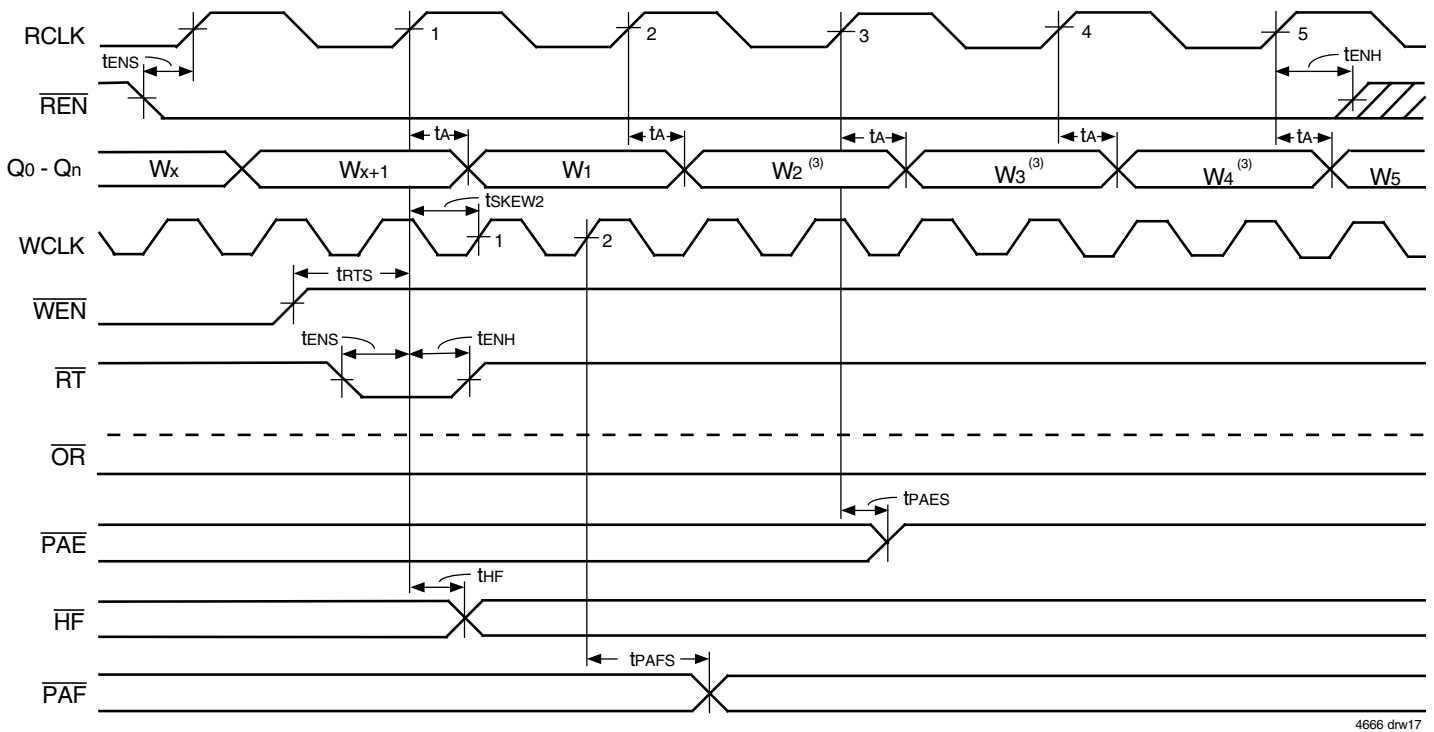 RCLK 1 2 3 4 5
tENS tENH
REN
tA tA tA tA tA
Q0 - Qn Wx Wx+1 W1 W2 (3) W3 (3) W4 (3) W5
tSKEW2
WCLK 1 2
tRTS
WEN
tENS tENH
RT
OR
tPAES
PAE
tHF
HF
tPAFS
PAF
4666 drw17